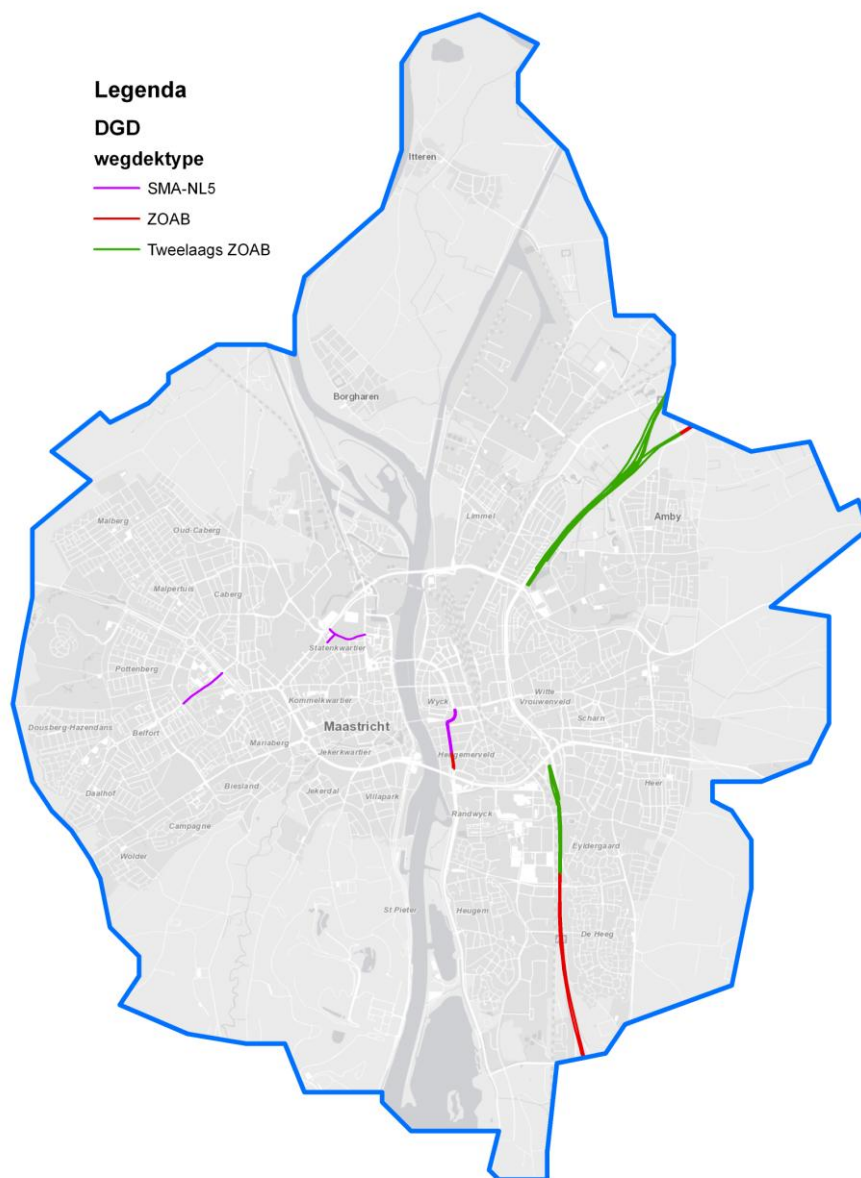 Legenda
DGD
wegdektype
SMA-NL5
ZOAB
Tweelaags ZOAB
Itteren
Borgharen
Limmel
Amby
Malberg
Oud-Caberg
Malpertuis
Caberg
Statenkwartier
Pottenberg
Kommelkwartier
Wyck
Witte
Vrouwenveld
Scharn
Dousberg-Hazendans
Belfort
Maastricht
Mariaberg
Jekerkwartier
Heugemerveld
Heer
Daalhof
Biesland
Jekerdal
Villapark
Randwyck
Campagne
Wolder
Eyldergaard
St Pieter
Heugem
De Heeg